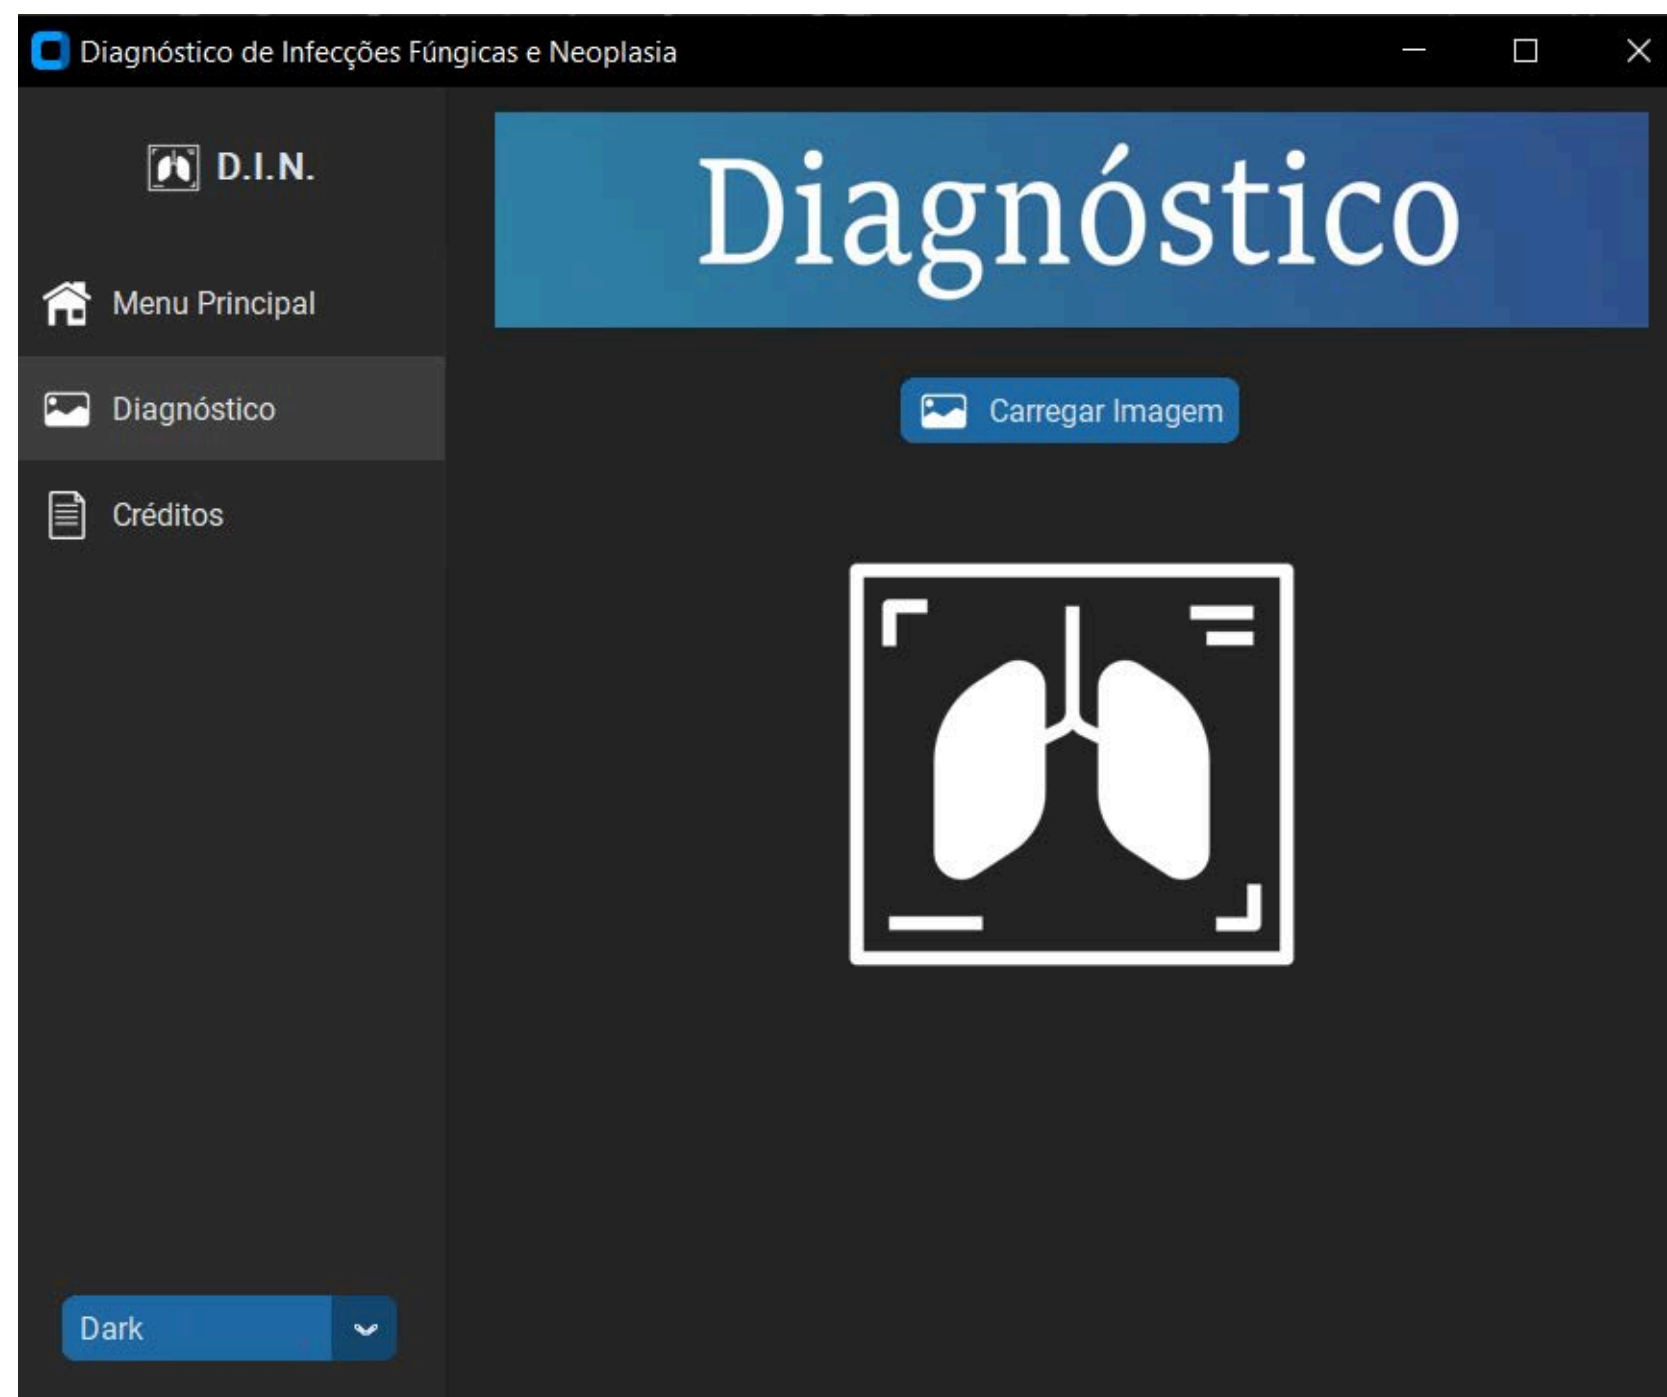 Diagnóstico de Infecções Fúngicas e Neoplasia
D.I.N.
Menu Principal
Diagnóstico
Créditos
Dark
Diagnóstico
Carregar Imagem